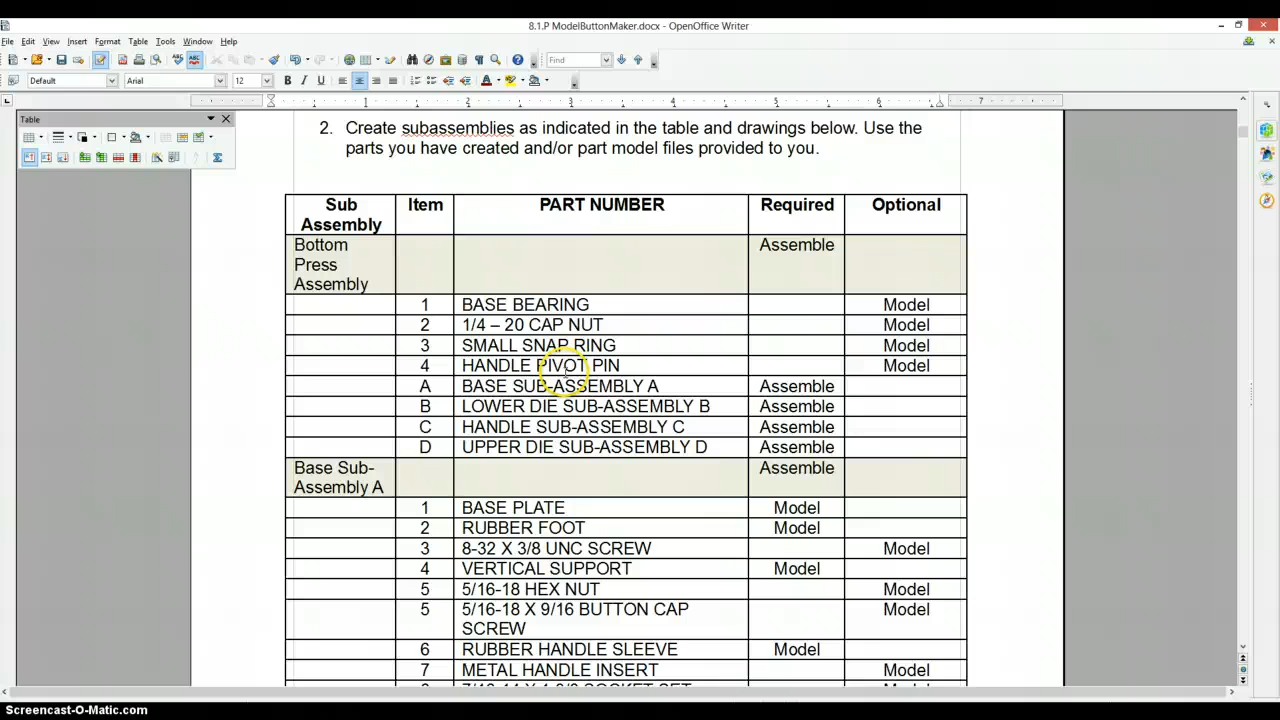 8.1.P ModelButtonMaker.docx - OpenOffice Writer
File Edit View Insert Format Table Tools Window Help
Find
Default Arial 12 B I U
1 2 3 4 5 6 7
Table
2. Create subassemblies as indicated in the table and drawings below. Use the
parts you have created and/or part model files provided to you.
Sub Assembly Item PART NUMBER Required Optional
Bottom Press Assembly Assemble
1 BASE BEARING Model
2 1/4 – 20 CAP NUT Model
3 SMALL SNAP RING Model
4 HANDLE PIVOT PIN Model
A BASE SUB-ASSEMBLY A Assemble
B LOWER DIE SUB-ASSEMBLY B Assemble
C HANDLE SUB-ASSEMBLY C Assemble
D UPPER DIE SUB-ASSEMBLY D Assemble
Base Sub-Assembly A Assemble
1 BASE PLATE Model
2 RUBBER FOOT Model
3 8-32 X 3/8 UNC SCREW Model
4 VERTICAL SUPPORT Model
5 5/16-18 HEX NUT Model
5 5/16-18 X 9/16 BUTTON CAP SCREW Model
6 RUBBER HANDLE SLEEVE Model
7 METAL HANDLE INSERT Model
Screencast-O-Matic.com